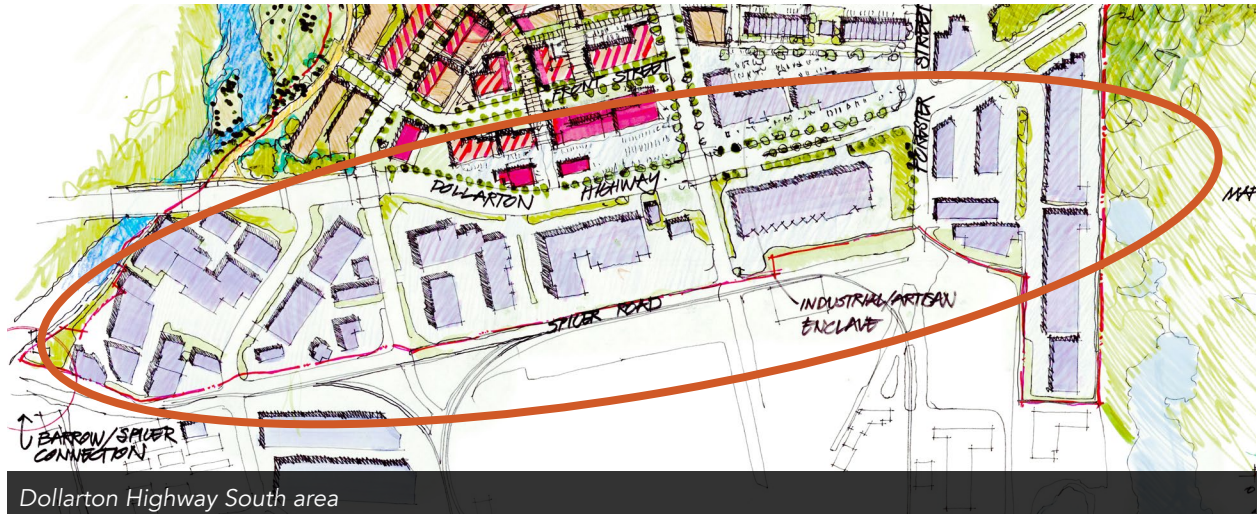 FRONT STREET
STREET
FORESTER
DOLLARTON HIGHWAY
SPICER ROAD
INDUSTRIAL/ARTISAN
ENCLAVE
BARROW/SPICER
CONNECTION
Dollarton Highway South area